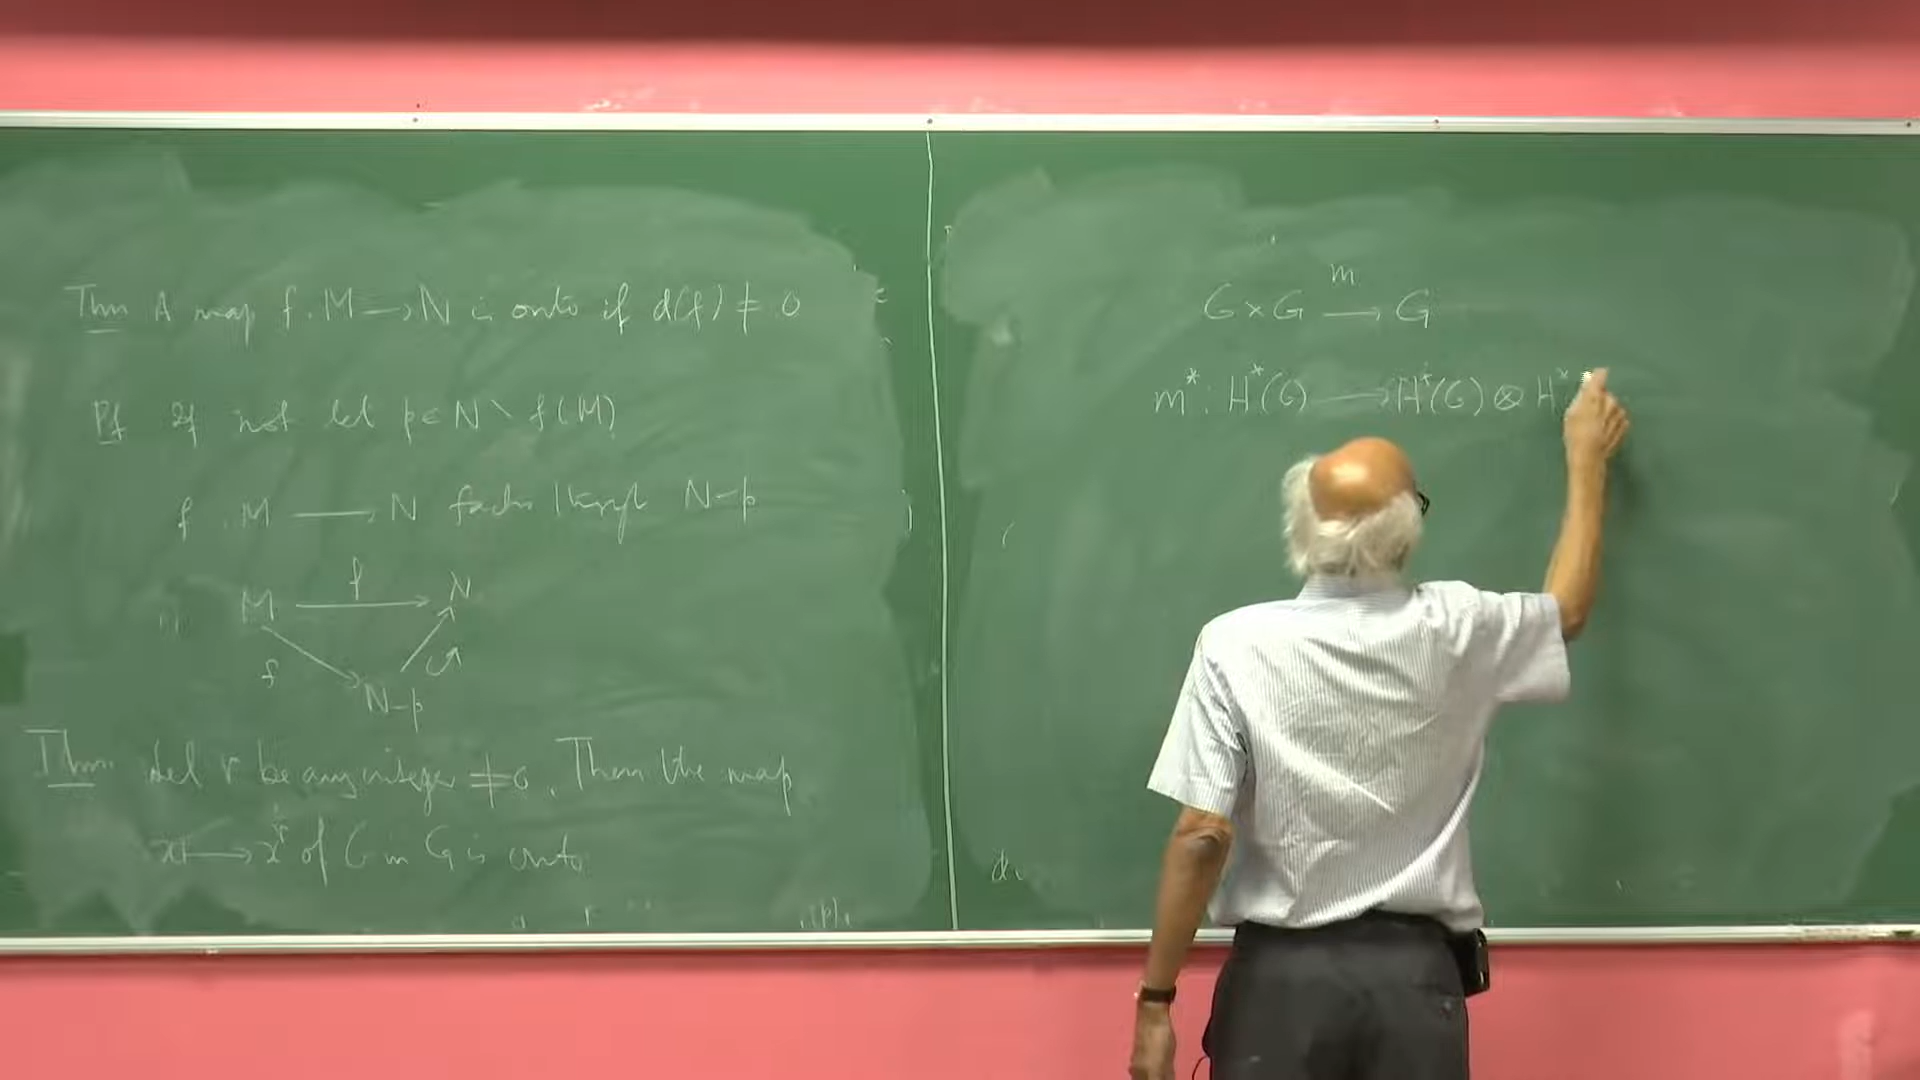 Thm A map f: M → N is onto if d(f) ≠ 0
Pf If not let p ∈ N \ f(M)
f: M → N factors through N-p
M f N
f
N-p
Thm. Let r be any integer ≠ 0. Then the map
x ↦ x^r of G in G is onto
m
G × G → G
m*: H*(G) → H*(G) ⊗ H*